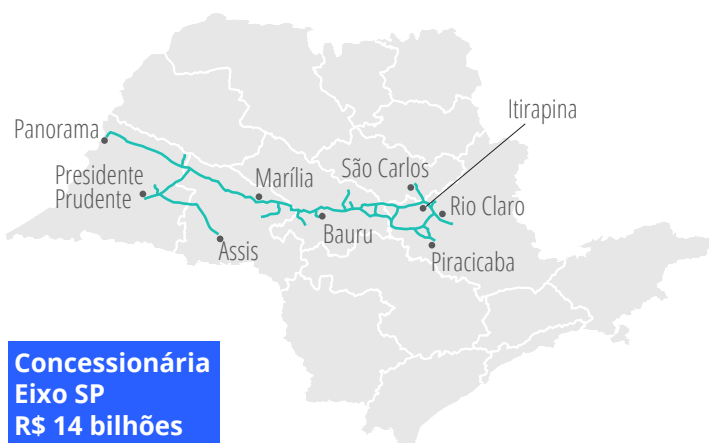 Itirapina
Panorama
São Carlos
Presidente
Prudente
Marília
Rio Claro
Bauru
Assis
Piracicaba
Concessionária
Eixo SP
R$ 14 bilhões